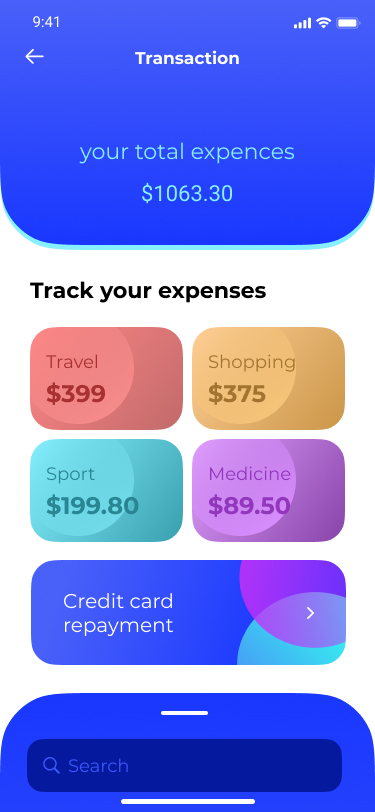 9:41
Transaction
your total expences
$1063.30
Track your expenses
Travel
$399
Shopping
$375
Sport
$199.80
Medicine
$89.50
Credit card
repayment
Search